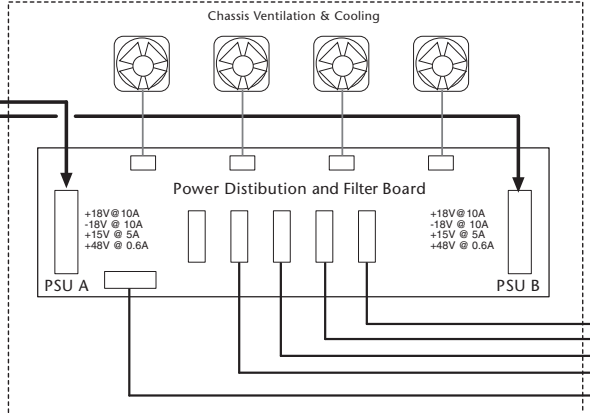 Chassis Ventilation & Cooling
Power Distibution and Filter Board
+18V@10A
-18V @ 10A
+15V @ 5A
+48V @ 0.6A
+18V@10A
-18V @ 10A
+15V @ 5A
+48V @ 0.6A
PSU A
PSU B